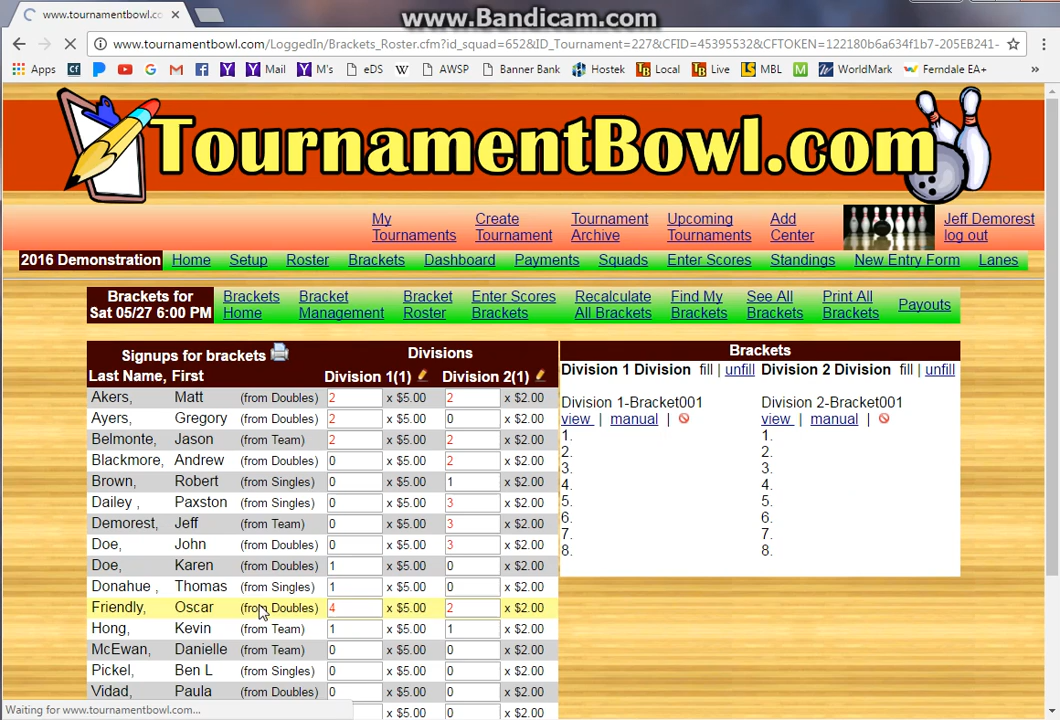 www.Bandicam.com
www.tournamentbowl.co
www.tournamentbowl.com/LoggedIn/Brackets_Roster.cfm?id_squad=652&ID_Tournament=227&CFID=45395532&CFTOKEN=122180b6a634f1b7-205EB241-
Apps Mail M's eDS AWSP Banner Bank Hostek Local Live MBL WorldMark Ferndale EA+ »
TournamentBowl.com
My Tournaments
Create Tournament
Tournament Archive
Upcoming Tournaments
Add Center
Jeff Demorest
log out
2016 Demonstration Home Setup Roster Brackets Dashboard Payments Squads Enter Scores Standings New Entry Form Lanes
Brackets for Sat 05/27 6:00 PM
Brackets Home
Bracket Management
Bracket Roster
Enter Scores Brackets
Recalculate All Brackets
Find My Brackets
See All Brackets
Print All Brackets
Payouts
Signups for brackets Divisions
Last Name, First Division 1(1) Division 2(1)
Akers, Matt (from Doubles) 2 x $5.00 2 x $2.00
Ayers, Gregory (from Doubles) 2 x $5.00 0 x $2.00
Belmonte, Jason (from Team) 2 x $5.00 2 x $2.00
Blackmore, Andrew (from Doubles) 0 x $5.00 2 x $2.00
Brown, Robert (from Singles) 0 x $5.00 1 x $2.00
Dailey , Paxston (from Singles) 0 x $5.00 3 x $2.00
Demorest, Jeff (from Team) 0 x $5.00 3 x $2.00
Doe, John (from Doubles) 0 x $5.00 3 x $2.00
Doe, Karen (from Doubles) 1 x $5.00 0 x $2.00
Donahue , Thomas (from Singles) 1 x $5.00 0 x $2.00
Friendly, Oscar (from Doubles) 4 x $5.00 2 x $2.00
Hong, Kevin (from Team) 1 x $5.00 1 x $2.00
McEwan, Danielle (from Team) 0 x $5.00 0 x $2.00
Pickel, Ben L (from Singles) 0 x $5.00 0 x $2.00
Vidad, Paula (from Doubles) 0 x $5.00 0 x $2.00
0 x $5.00 0 x $2.00
Brackets
Division 1 Division fill | unfill Division 2 Division fill | unfill
Division 1-Bracket001 Division 2-Bracket001
view | manual | view | manual |
1. 1.
2. 2.
3. 3.
4. 4.
5. 5.
6. 6.
7. 7.
8. 8.
Waiting for www.tournamentbowl.com...